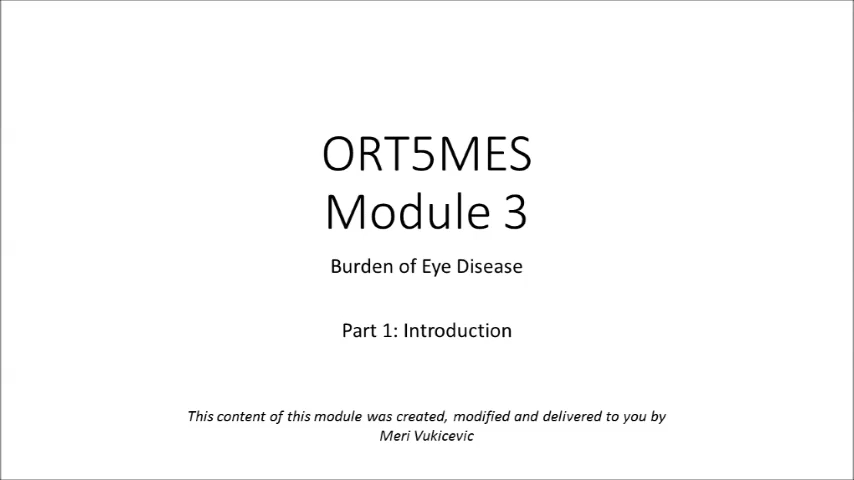 ORT5MES
Module 3
Burden of Eye Disease
Part 1: Introduction
This content of this module was created, modified and delivered to you by
Meri Vukicevic